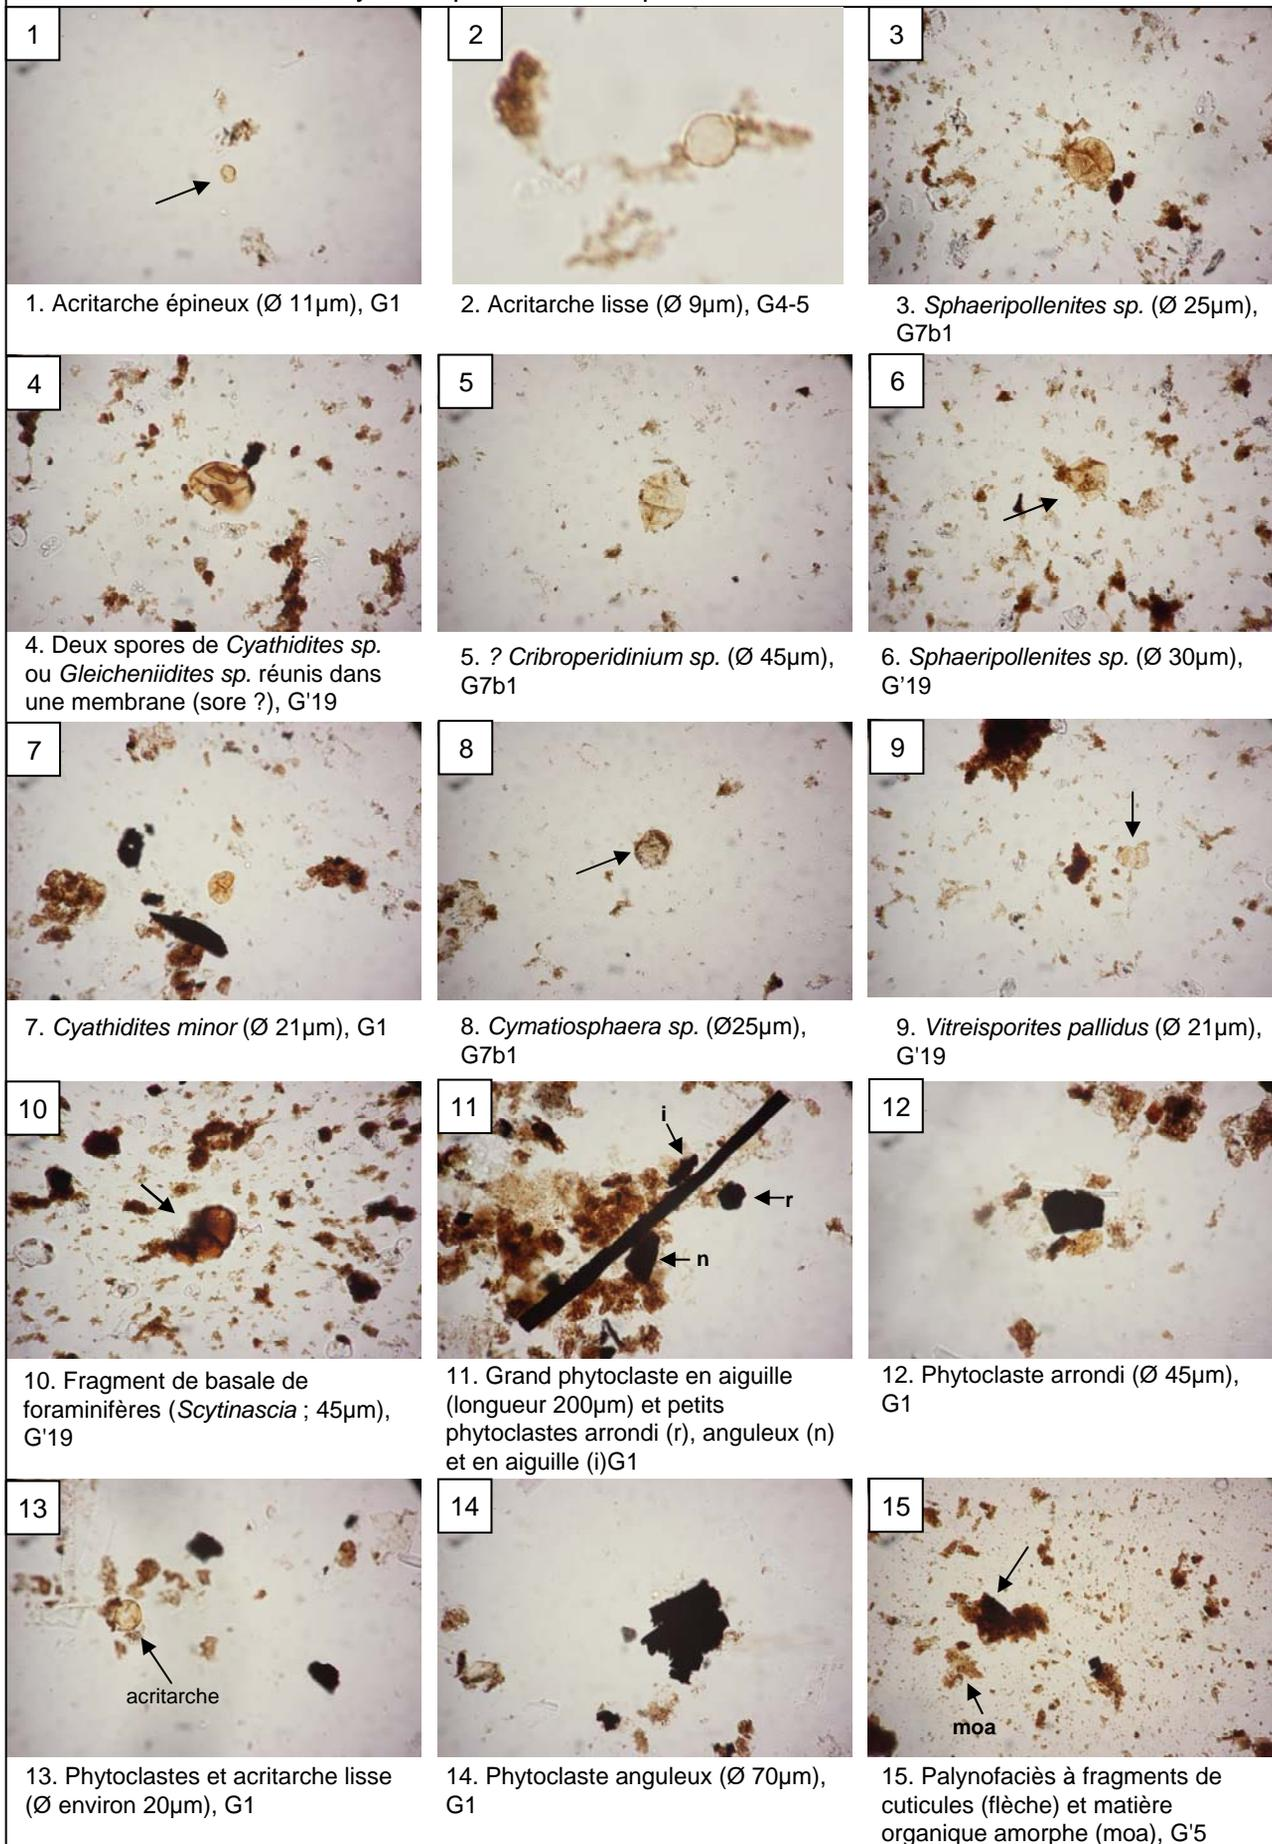 1
2
3
1. Acritarche épineux (Ø 11µm), G1
2. Acritarche lisse (Ø 9µm), G4-5
3. Sphaeripollenites sp. (Ø 25µm),
G7b1
4
5
6
4. Deux spores de Cyathidites sp.
ou Gleicheniidites sp. réunis dans
une membrane (sore ?), G'19
5. ? Cribroperidinium sp. (Ø 45µm),
G7b1
6. Sphaeripollenites sp. (Ø 30µm),
G'19
7
8
9
7. Cyathidites minor (Ø 21µm), G1
8. Cymatiosphaera sp. (Ø25µm),
G7b1
9. Vitreisporites pallidus (Ø 21µm),
G'19
10
11
i
r
n
12
10. Fragment de basale de
foraminifères (Scytinascia ; 45µm),
G'19
11. Grand phytoclaste en aiguille
(longueur 200µm) et petits
phytoclastes arrondi (r), anguleux (n)
et en aiguille (i)G1
12. Phytoclaste arrondi (Ø 45µm),
G1
13
acritarche
14
15
moa
13. Phytoclastes et acritarche lisse
(Ø environ 20µm), G1
14. Phytoclaste anguleux (Ø 70µm),
G1
15. Palynofaciès à fragments de
cuticules (flèche) et matière
organique amorphe (moa), G'5